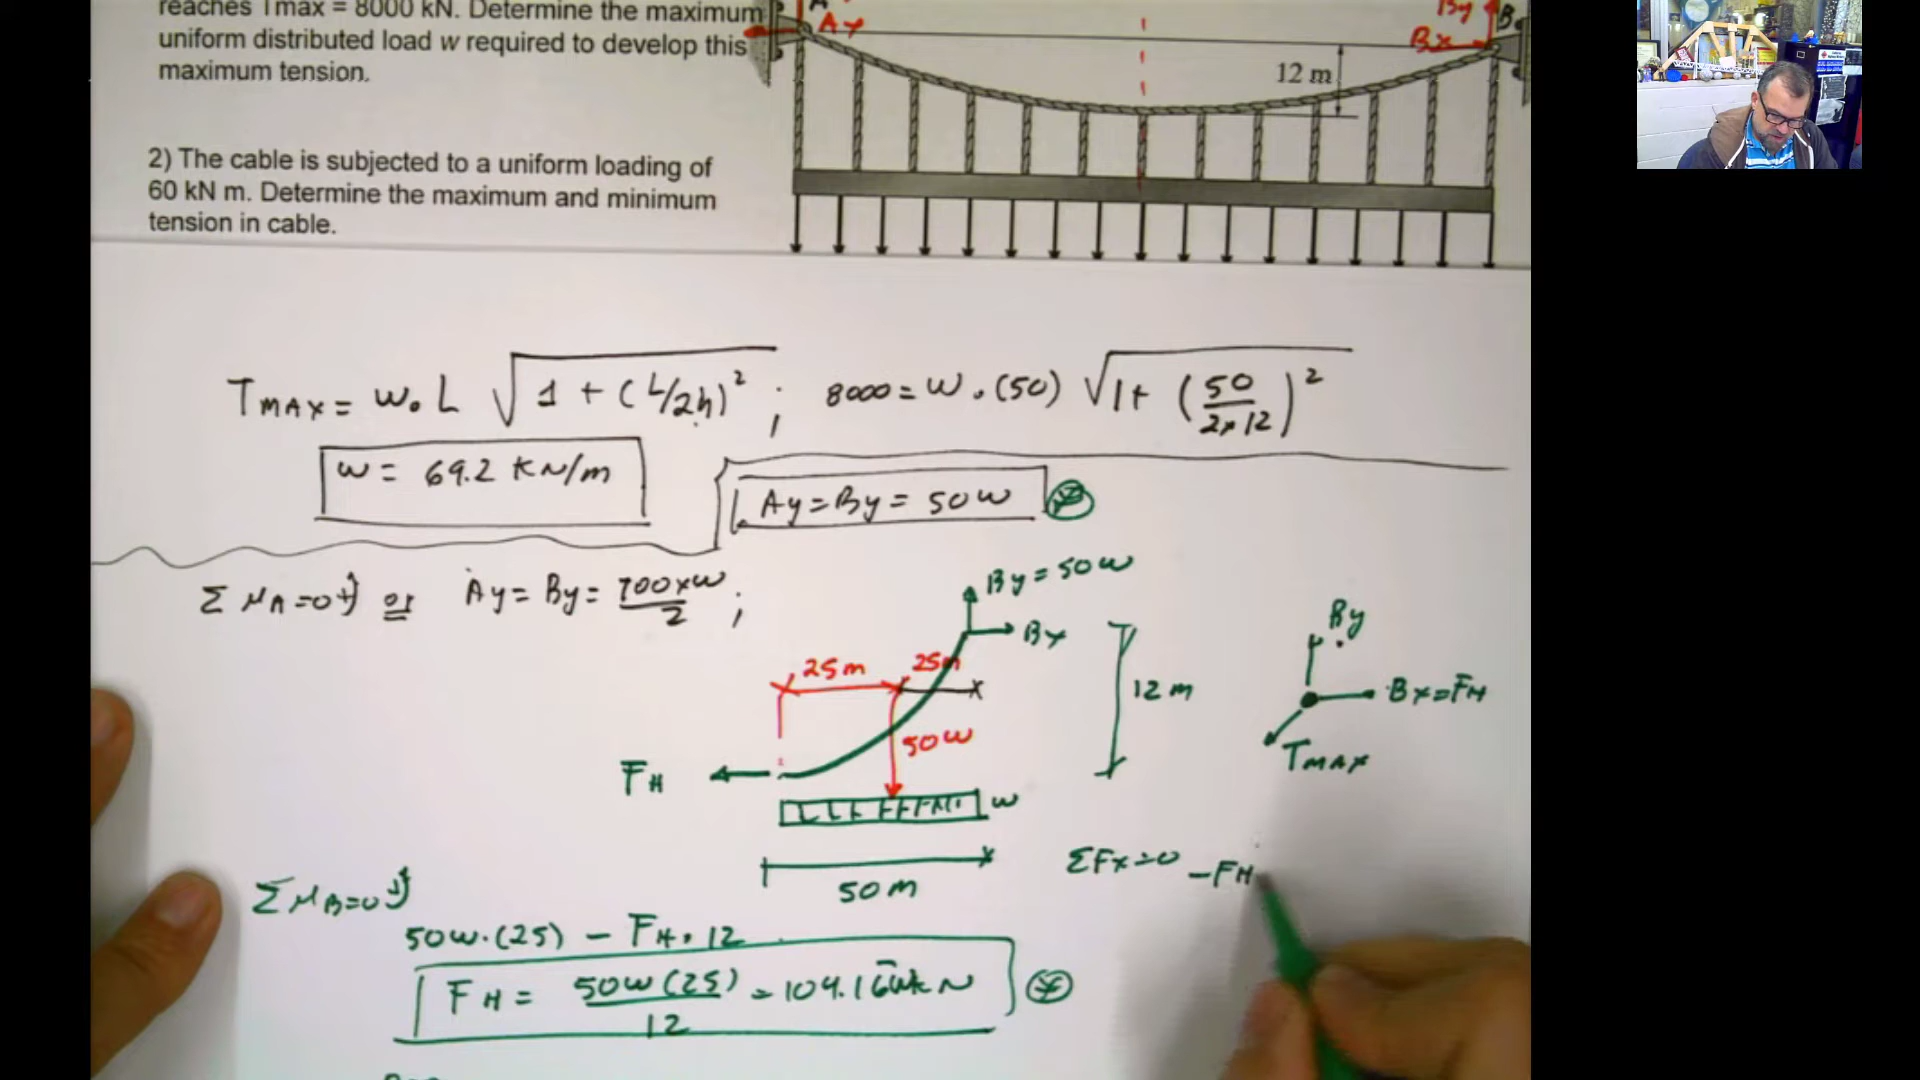 reaches Tmax = 8000 kN. Determine the maximum
uniform distributed load w required to develop this
maximum tension.
2) The cable is subjected to a uniform loading of
60 kN m. Determine the maximum and minimum
tension in cable.
Ay
By
B
Bx
12 m
TMAX = w₀ L √1 + (L/2h)² ; 8000 = w₀ (50) √1+ (50/2×12)²
w = 69.2 kN/m
Ay = By = 50w
ΣMA=0 or Ay = By = 100xw/2 ;
By = 50w
Bx
25m
25m
12 m
50w
FH
w
50m
By
Bx=FH
TMAX
ΣFx=0 -FH
ΣMB=0
50w.(25) - FH.12
FH = 50w(25)/12 = 104.16wkN